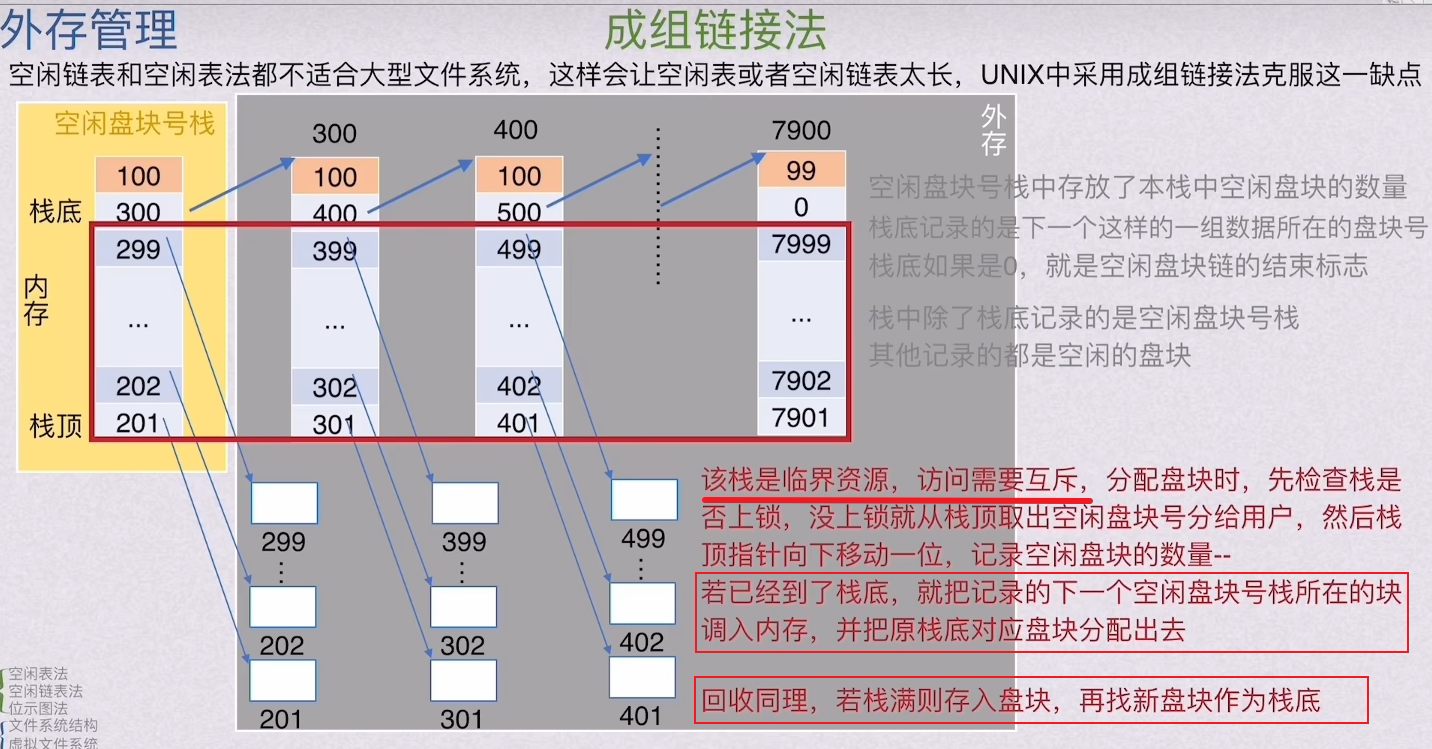 外存管理
成组链接法
空闲链表和空闲表法都不适合大型文件系统，这样会让空闲表或者空闲链表太长，UNIX中采用成组链接法克服这一缺点
空闲盘块号栈
300
400
7900
外存
100
100
100
99
栈底
300
400
500
0
299
399
499
7999
内存
...
...
...
...
202
302
402
7902
栈顶
201
301
401
7901
空闲盘块号栈中存放了本栈中空闲盘块的数量
栈底记录的是下一个这样的一组数据所在的盘块号
栈底如果是0，就是空闲盘块链的结束标志
栈中除了栈底记录的是空闲盘块号栈
其他记录的都是空闲的盘块
299
399
499
202
302
402
201
301
401
该栈是临界资源，访问需要互斥，分配盘块时，先检查栈是
否上锁，没上锁就从栈顶取出空闲盘块号分给用户，然后栈
顶指针向下移动一位，记录空闲盘块的数量--
若已经到了栈底，就把记录的下一个空闲盘块号栈所在的块
调入内存，并把原栈底对应盘块分配出去
回收同理，若栈满则存入盘块，再找新盘块作为栈底
空闲表法
空闲链表法
位示图法
文件系统结构
虚拟文件系统